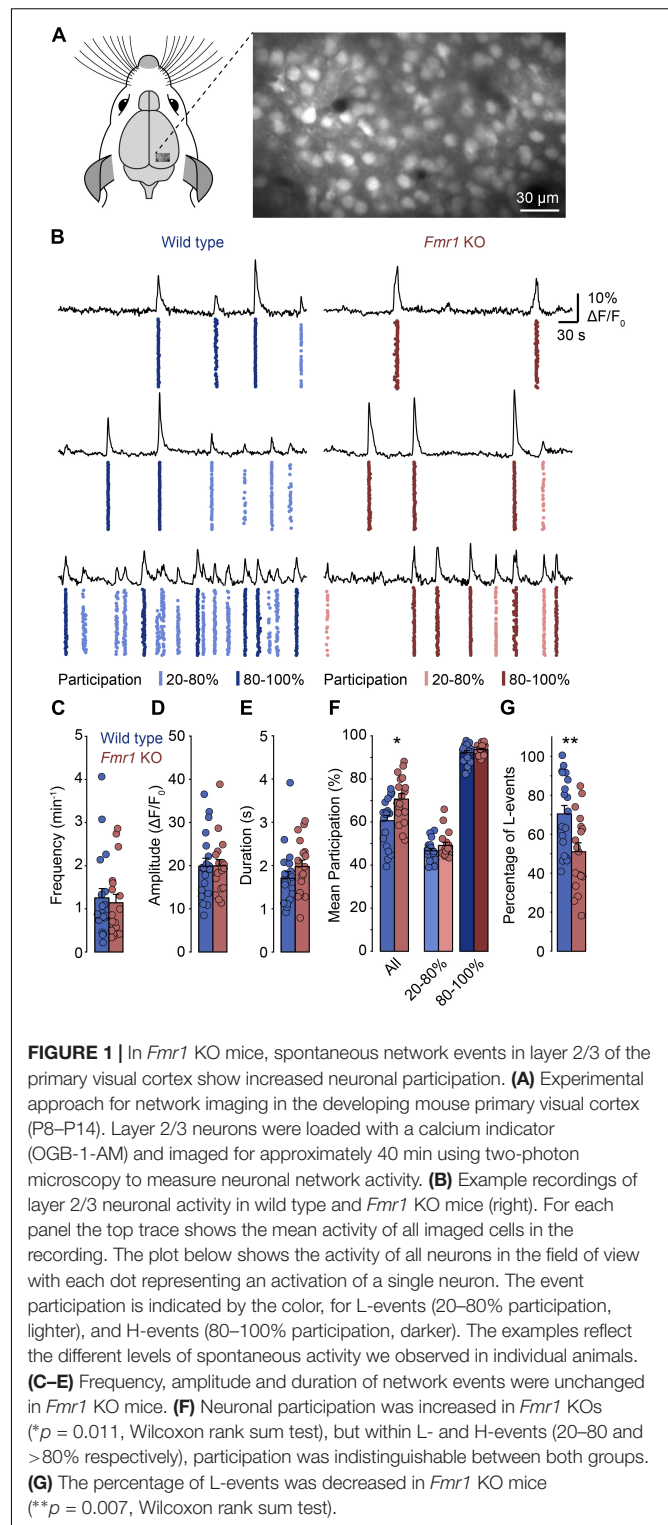 A
30 µm
B
Wild type
Fmr1 KO
10%
ΔF/F0
30 s
Participation 20-80% 80-100%
Participation 20-80% 80-100%
C D E F G
Wild type
Fmr1 KO
Frequency (min-1)
5
4
3
2
1
0
Amplitude (ΔF/F0)
50
40
30
20
10
0
Duration (s)
5
4
3
2
1
0
Mean Participation (%)
100
80
60
40
20
0
*
All
20-80%
80-100%
Percentage of L-events
100
80
60
40
20
0
**
FIGURE 1 | In Fmr1 KO mice, spontaneous network events in layer 2/3 of the
primary visual cortex show increased neuronal participation. (A) Experimental
approach for network imaging in the developing mouse primary visual cortex
(P8–P14). Layer 2/3 neurons were loaded with a calcium indicator
(OGB-1-AM) and imaged for approximately 40 min using two-photon
microscopy to measure neuronal network activity. (B) Example recordings of
layer 2/3 neuronal activity in wild type and Fmr1 KO mice (right). For each
panel the top trace shows the mean activity of all imaged cells in the
recording. The plot below shows the activity of all neurons in the field of view
with each dot representing an activation of a single neuron. The event
participation is indicated by the color, for L-events (20–80% participation,
lighter), and H-events (80–100% participation, darker). The examples reflect
the different levels of spontaneous activity we observed in individual animals.
(C–E) Frequency, amplitude and duration of network events were unchanged
in Fmr1 KO mice. (F) Neuronal participation was increased in Fmr1 KOs
(*p = 0.011, Wilcoxon rank sum test), but within L- and H-events (20–80 and
>80% respectively), participation was indistinguishable between both groups.
(G) The percentage of L-events was decreased in Fmr1 KO mice
(**p = 0.007, Wilcoxon rank sum test).